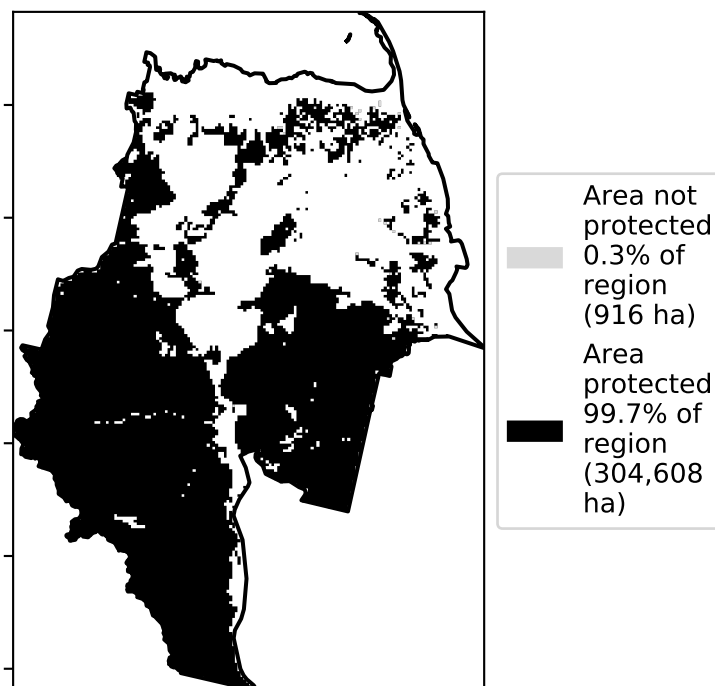 Area not
protected
0.3% of
region
(916 ha)
Area
protected
99.7% of
region
(304,608
ha)